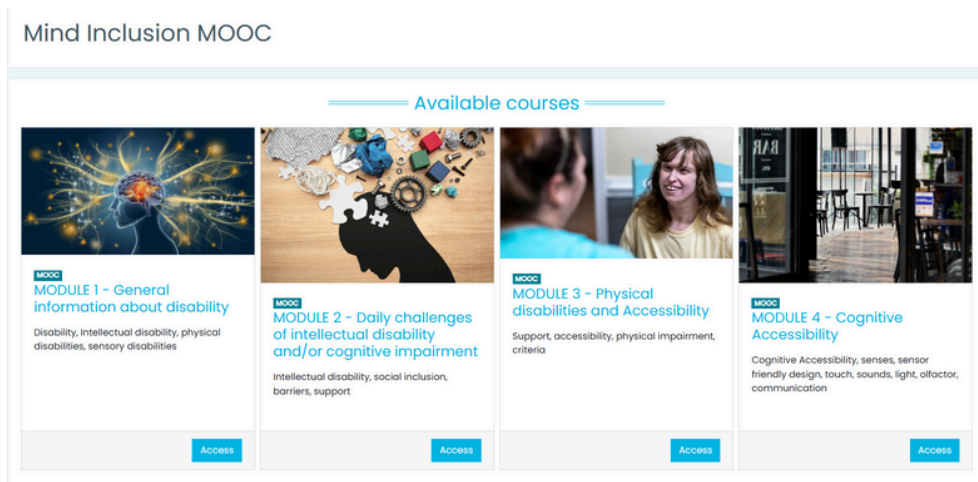 Mind Inclusion MOOC
Available courses
MOOC
MODULE 1 - General
information about disability
Disability, Intellectual disability, physical
disabilities, sensory disabilities
Access
MOOC
MODULE 2 - Daily challenges
of intellectual disability
and/or cognitive impairment
Intellectual disability, social inclusion,
barriers, support
Access
MOOC
MODULE 3 - Physical
disabilities and Accessibility
Support, accessibility, physical impairment,
criteria
Access
BAR
MOOC
MODULE 4 - Cognitive
Accessibility
Cognitive Accessibility, senses, sensor
friendly design, touch, sounds, light, olfactor,
communication
Access